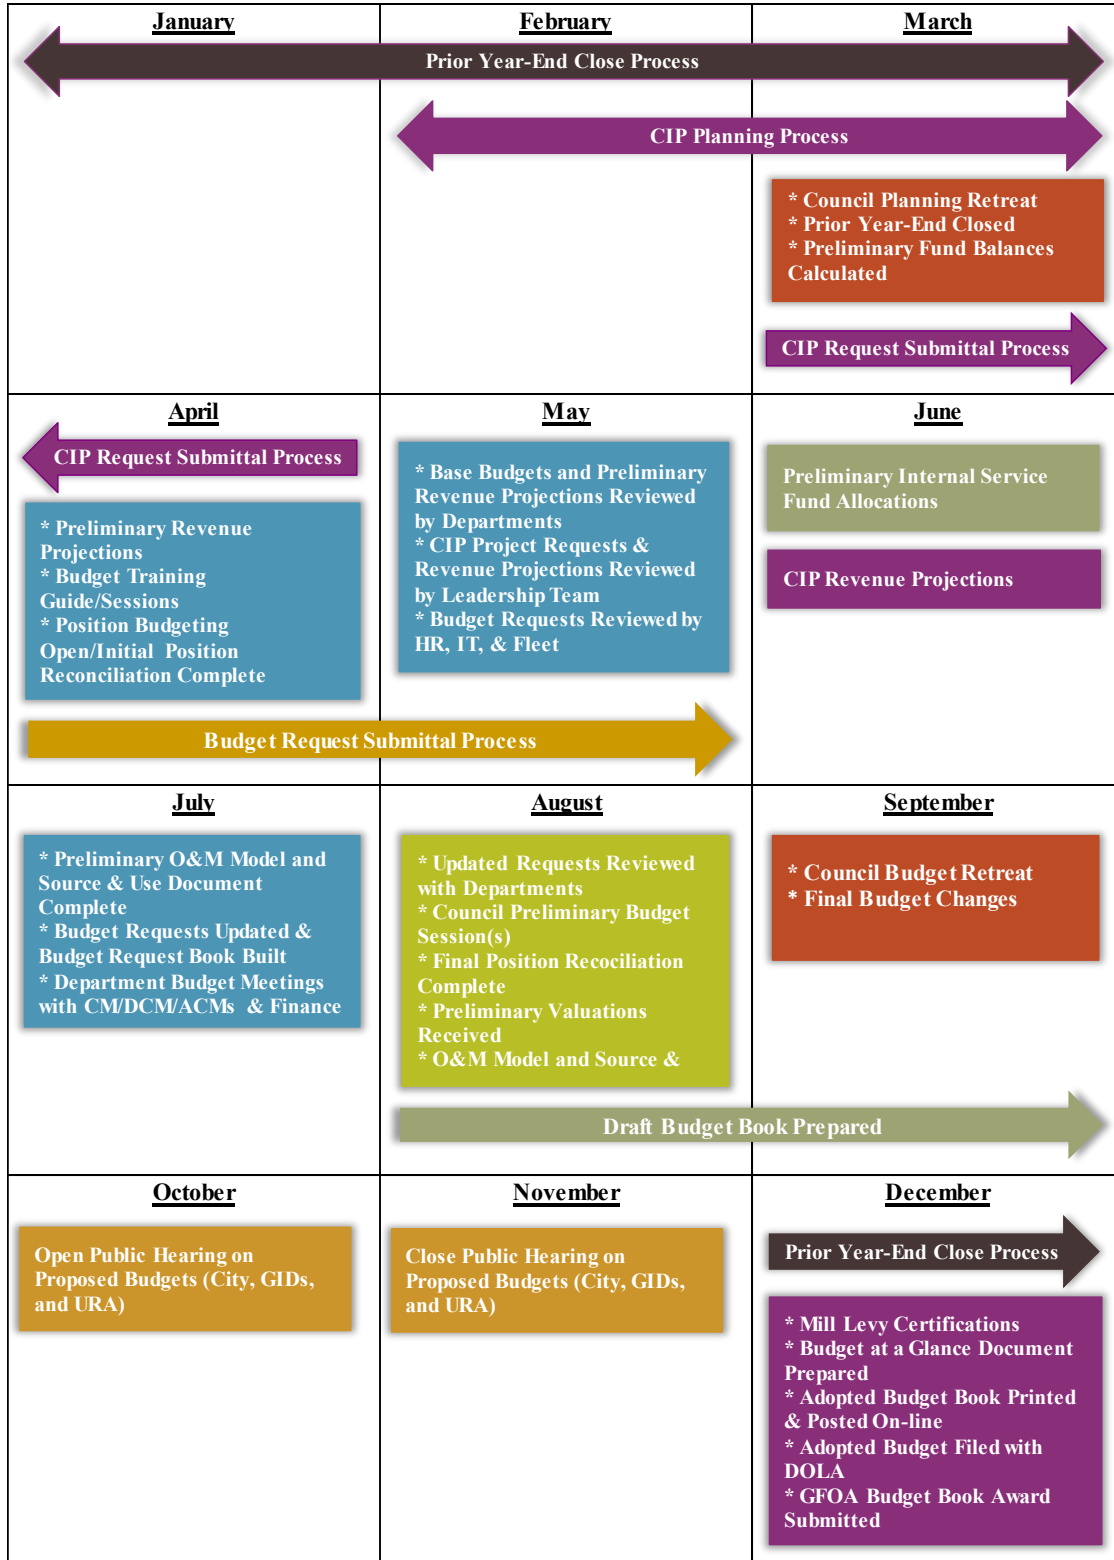 January
February
March
Prior Year-End Close Process
CIP Planning Process
* Council Planning Retreat
* Prior Year-End Closed
* Preliminary Fund Balances
Calculated
CIP Request Submittal Process
April
May
June
CIP Request Submittal Process
* Preliminary Revenue
Projections
* Budget Training
Guide/Sessions
* Position Budgeting
Open/Initial Position
Reconciliation Complete
* Base Budgets and Preliminary
Revenue Projections Reviewed
by Departments
* CIP Project Requests &
Revenue Projections Reviewed
by Leadership Team
* Budget Requests Reviewed by
HR, IT, & Fleet
Preliminary Internal Service
Fund Allocations
CIP Revenue Projections
Budget Request Submittal Process
July
August
September
* Preliminary O&M Model and
Source & Use Document
Complete
* Budget Requests Updated &
Budget Request Book Built
* Department Budget Meetings
with CM/DCM/ACMs & Finance
* Updated Requests Reviewed
with Departments
* Council Preliminary Budget
Session(s)
* Final Position Recociliation
Complete
* Preliminary Valuations
Received
* O&M Model and Source &
* Council Budget Retreat
* Final Budget Changes
Draft Budget Book Prepared
October
November
December
Open Public Hearing on
Proposed Budgets (City, GIDs,
and URA)
Close Public Hearing on
Proposed Budgets (City, GIDs,
and URA)
Prior Year-End Close Process
* Mill Levy Certifications
* Budget at a Glance Document
Prepared
* Adopted Budget Book Printed
& Posted On-line
* Adopted Budget Filed with
DOLA
* GFOA Budget Book Award
Submitted